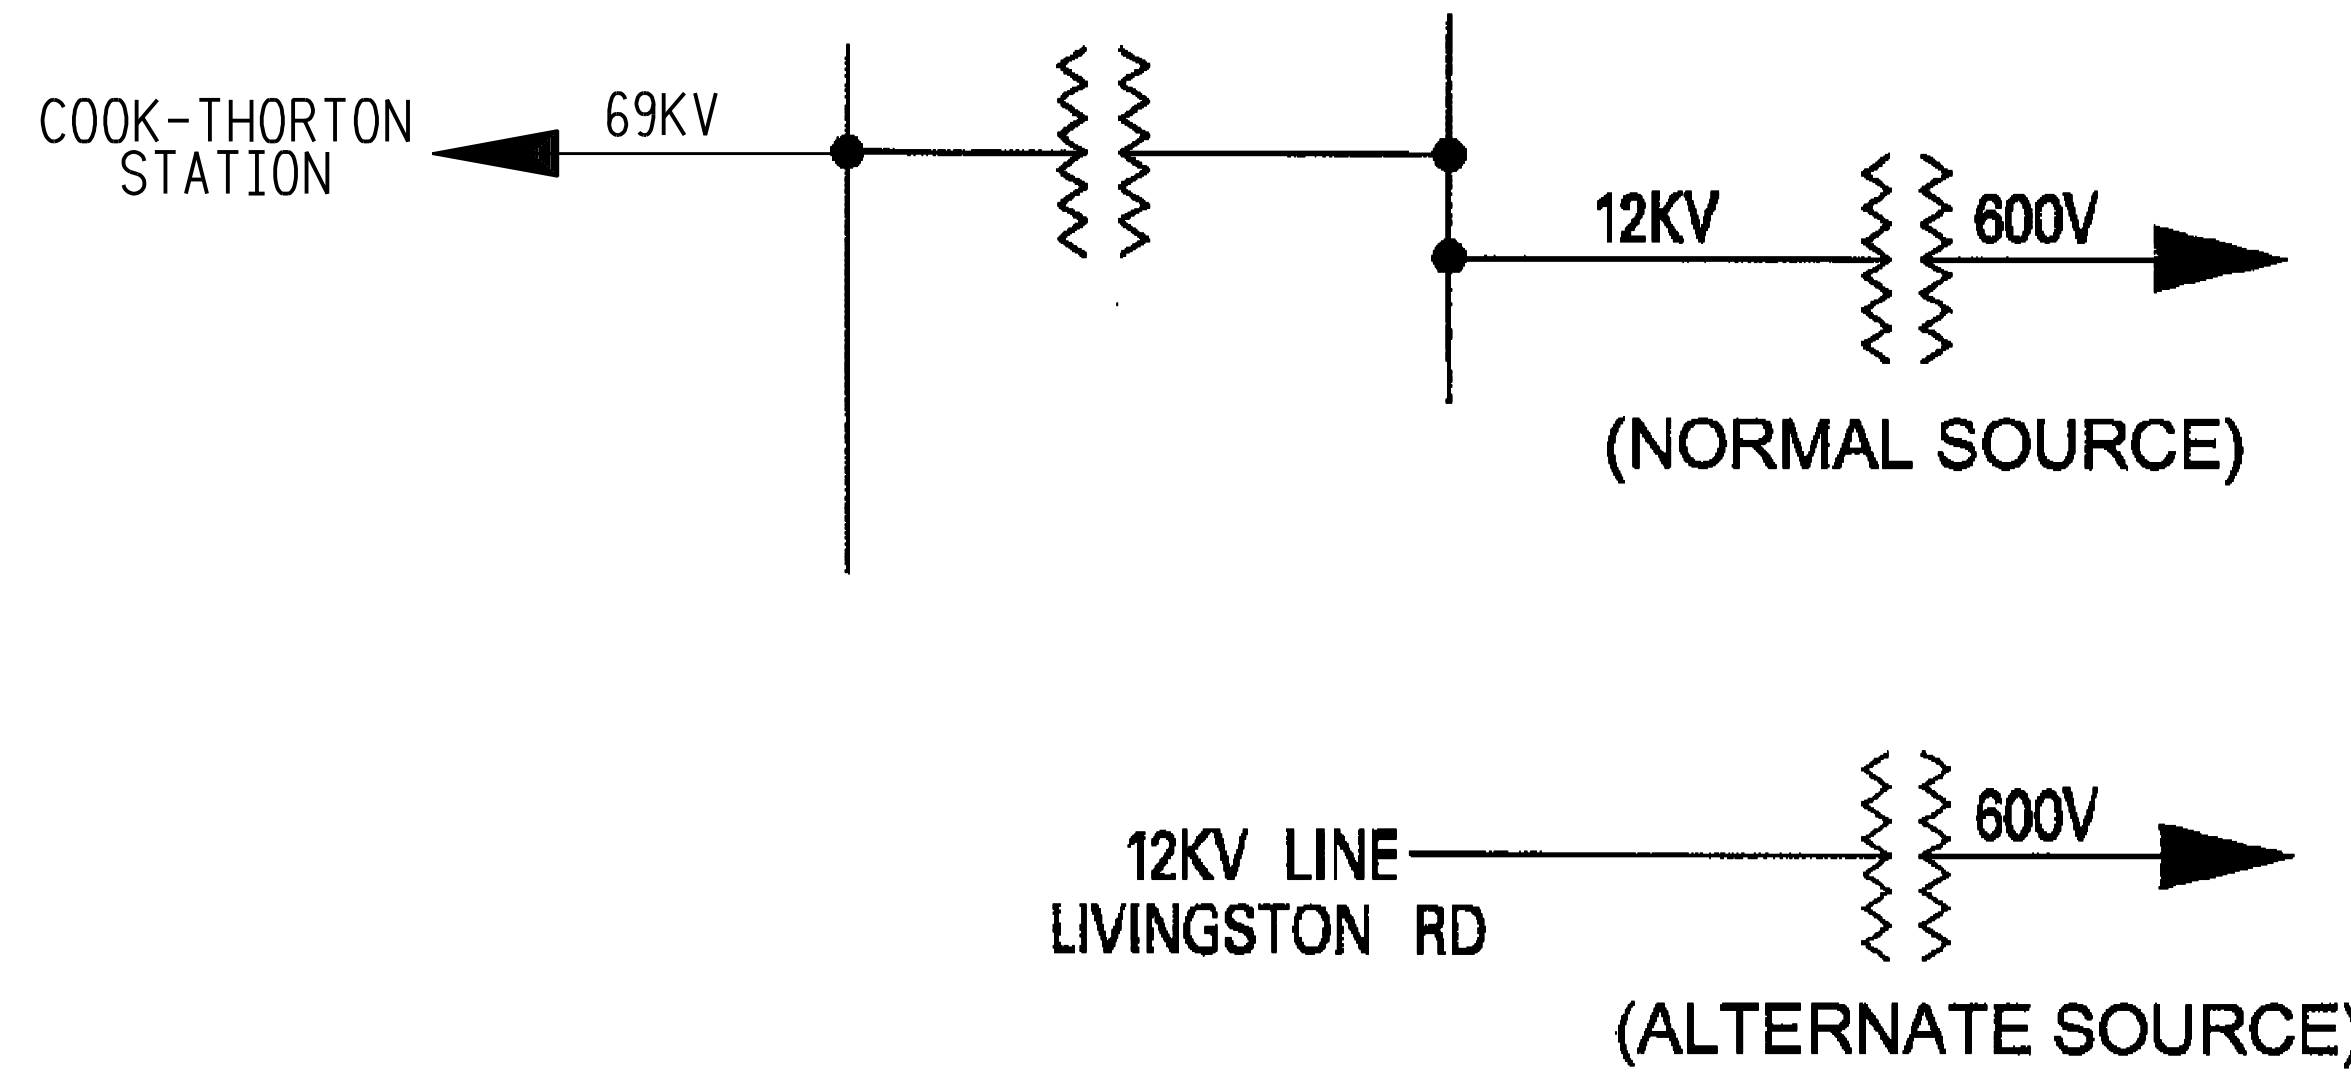 COOK-THORTON
STATION
69KV
12KV
600V
(NORMAL SOURCE)
12KV LINE
LIVINGSTON RD
600V
(ALTERNATE SOURCE)